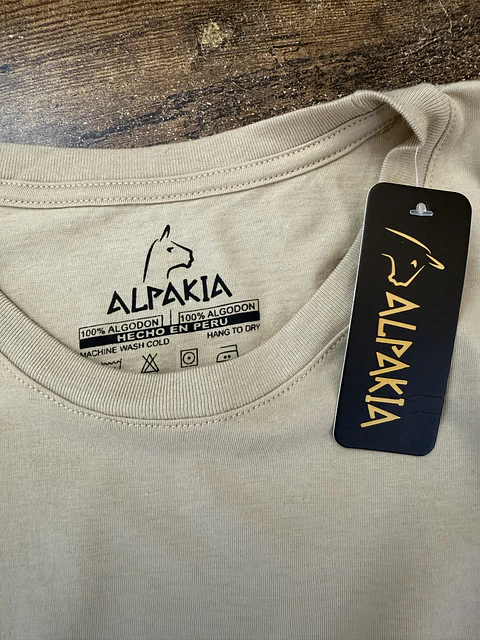 ALPAKIA
100% ALGODON 100% ALGODON
HECHO EN PERU
MACHINE WASH COLD HANG TO DRY
ALPAKIA